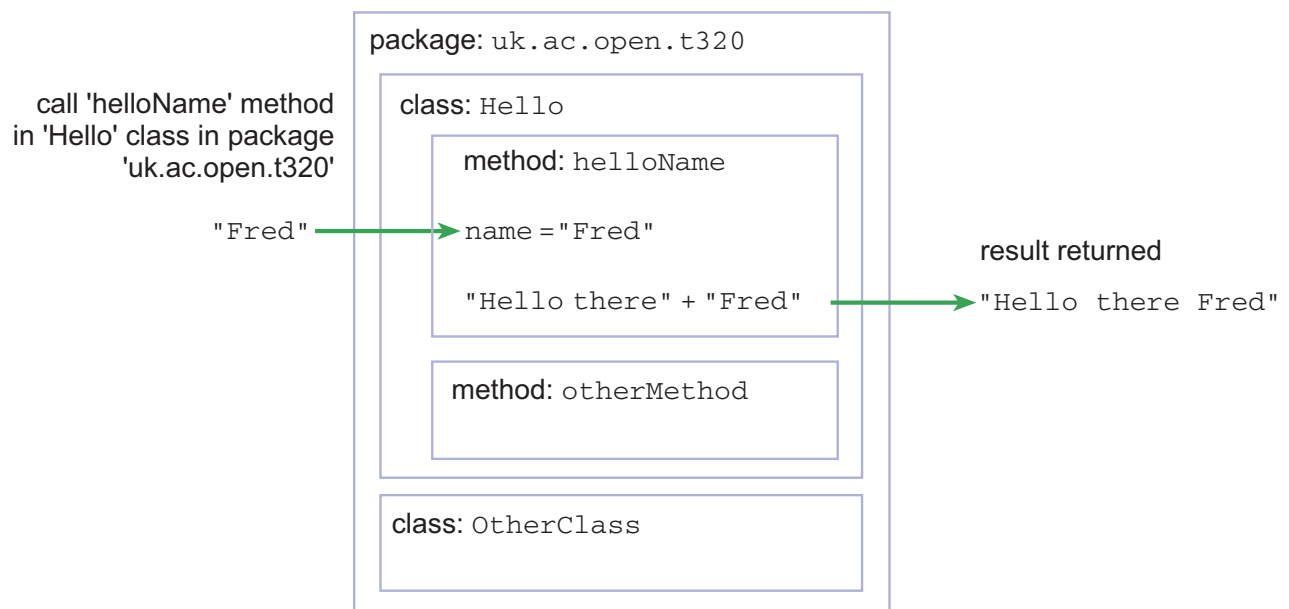 package: uk.ac.open.t320
call 'helloName' method
in 'Hello' class in package
'uk.ac.open.t320'
class: Hello
method: helloName
"Fred"
name ="Fred"
result returned
"Hello there" + "Fred"
"Hello there Fred"
method: otherMethod
class: OtherClass